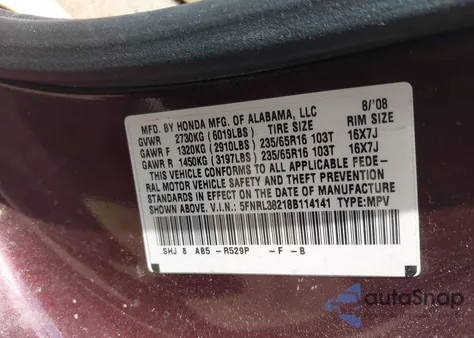 MFD. BY HONDA MFG. OF ALABAMA, LLC 8/'08
GVWR 2730KG (6019LBS) TIRE SIZE RIM SIZE
GAWR F 1320KG (2910LBS) 235/65R16 103T 16X7J
GAWR R 1450KG (3197LBS) 235/65R16 103T 16X7J
THIS VEHICLE CONFORMS TO ALL APPLICABLE FEDE-
RAL MOTOR VEHICLE SAFETY AND THEFT PREVENTION
STANDARDS IN EFFECT ON THE DATE OF MANUFACTURE
SHOWN ABOVE. V.I.N.: 5FNRL38218B114141 TYPE:MPV
SHJ 8 AB5 -R529P -F -B
autoSnap